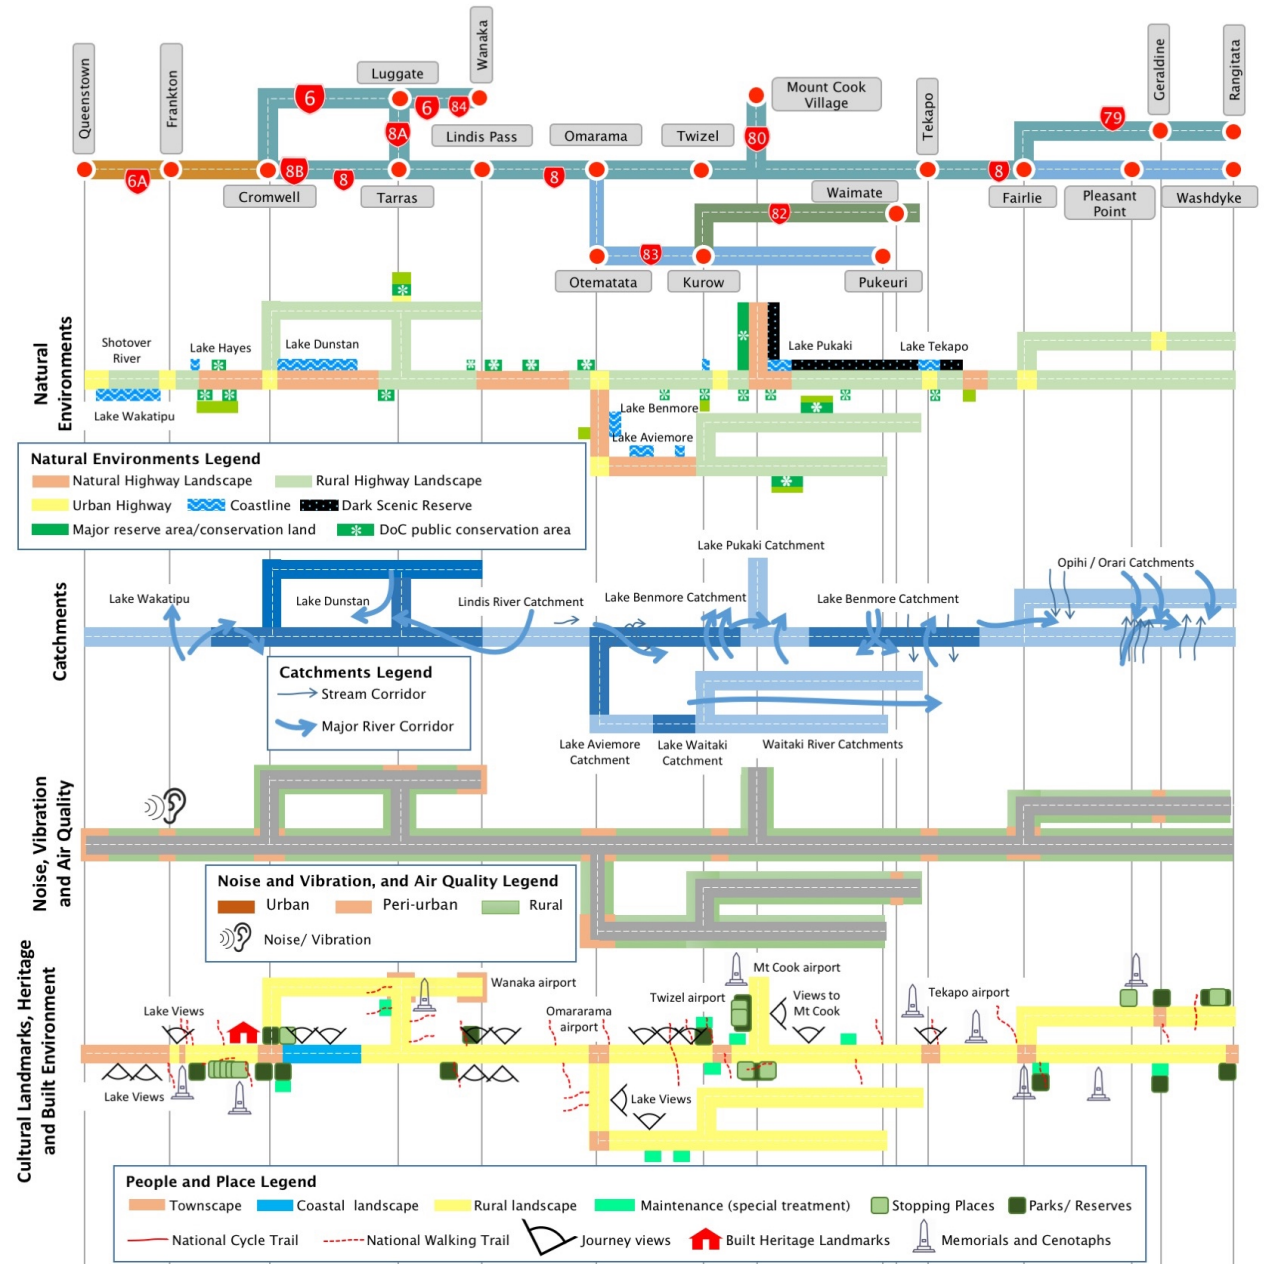 Queenstown
Frankton
Wanaka
Luggate
Lindis Pass
Omarama
Twizel
Mount Cook
Village
Tekapo
Geraldine
Rangitata
6
6
84
8A
80
79
6A
8B
8
8
8
Cromwell
Tarras
Waimate
Fairlie
Pleasant
Point
Washdyke
82
83
Otematata
Kurow
Pukeuri
Natural
Environments
Shotover
River
Lake Hayes
Lake Dunstan
Lake Pukaki
Lake Tekapo
Lake Wakatipu
Lake Benmore
Lake Aviemore
Natural Environments Legend
Natural Highway Landscape
Rural Highway Landscape
Urban Highway
Coastline
Dark Scenic Reserve
Major reserve area/conservation land
DoC public conservation area
Catchments
Lake Pukaki Catchment
Opihi / Orari Catchments
Lake Wakatipu
Lake Dunstan
Lindis River Catchment
Lake Benmore Catchment
Lake Benmore Catchment
Catchments Legend
Stream Corridor
Major River Corridor
Lake Aviemore
Catchment
Lake Waitaki
Catchment
Waitaki River Catchments
Noise, Vibration
and Air Quality
Noise and Vibration, and Air Quality Legend
Urban
Peri-urban
Rural
Noise/ Vibration
Cultural Landmarks, Heritage
and Built Environment
Wanaka airport
Mt Cook airport
Lake Views
Omararama
airport
Twizel airport
Views to
Mt Cook
Tekapo airport
Lake Views
Lake Views
People and Place Legend
Townscape
Coastal landscape
Rural landscape
Maintenance (special treatment)
Stopping Places
Parks/ Reserves
National Cycle Trail
National Walking Trail
Journey views
Built Heritage Landmarks
Memorials and Cenotaphs